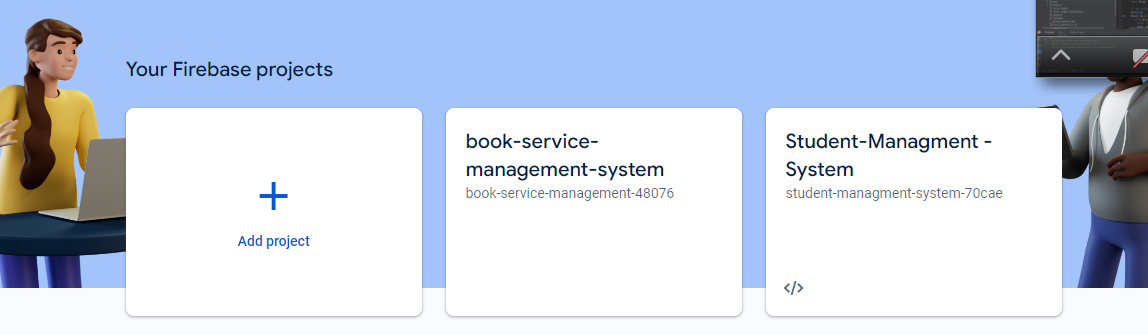 Your Firebase projects
Add project
book-service-
management-system
book-service-management-48076
Student-Managment -
System
student-managment-system-70cae
</>